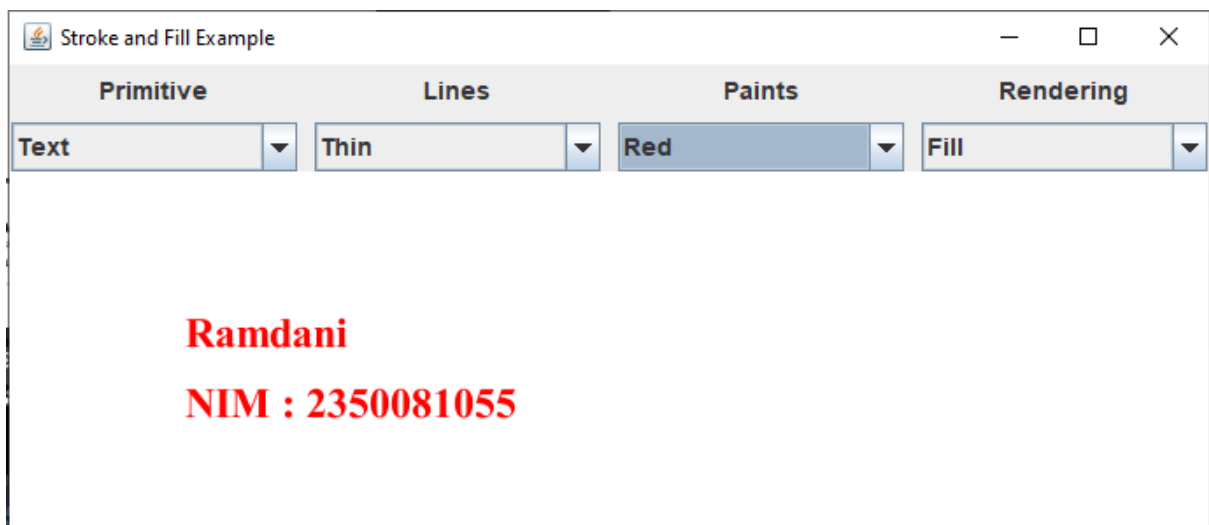 Stroke and Fill Example
Primitive Lines Paints Rendering
Text Thin Red Fill
Ramdani
NIM : 2350081055